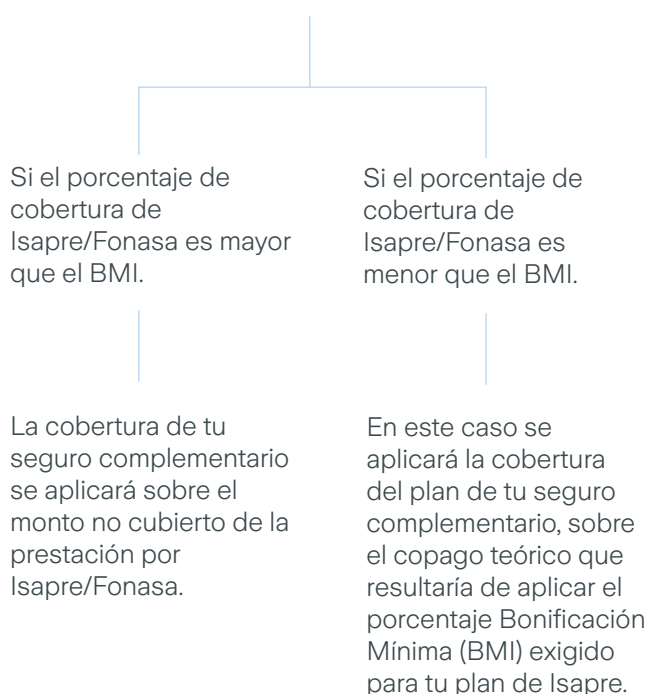 Si el porcentaje de
cobertura de
Isapre/Fonasa es mayor
que el BMI.
Si el porcentaje de
cobertura de
Isapre/Fonasa es
menor que el BMI.
La cobertura de tu
seguro complementario
se aplicará sobre el
monto no cubierto de la
prestación por
Isapre/Fonasa.
En este caso se
aplicará la cobertura
del plan de tu seguro
complementario, sobre
el copago teórico que
resultaría de aplicar el
porcentaje Bonificación
Mínima (BMI) exigido
para tu plan de Isapre.